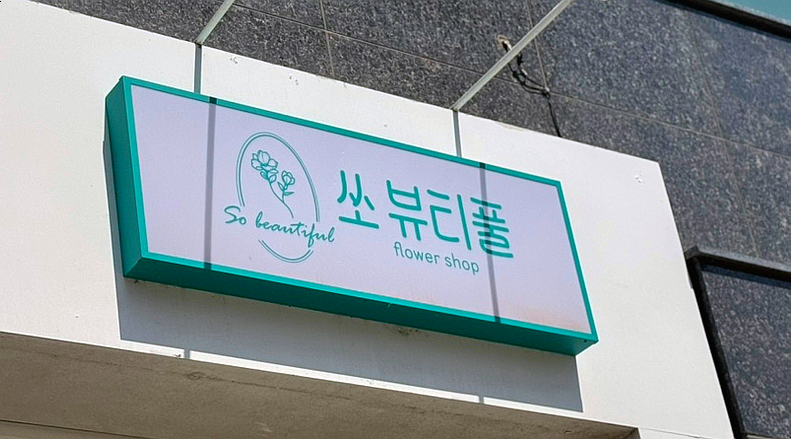 So beautiful
쏘뷰티풀
flower shop